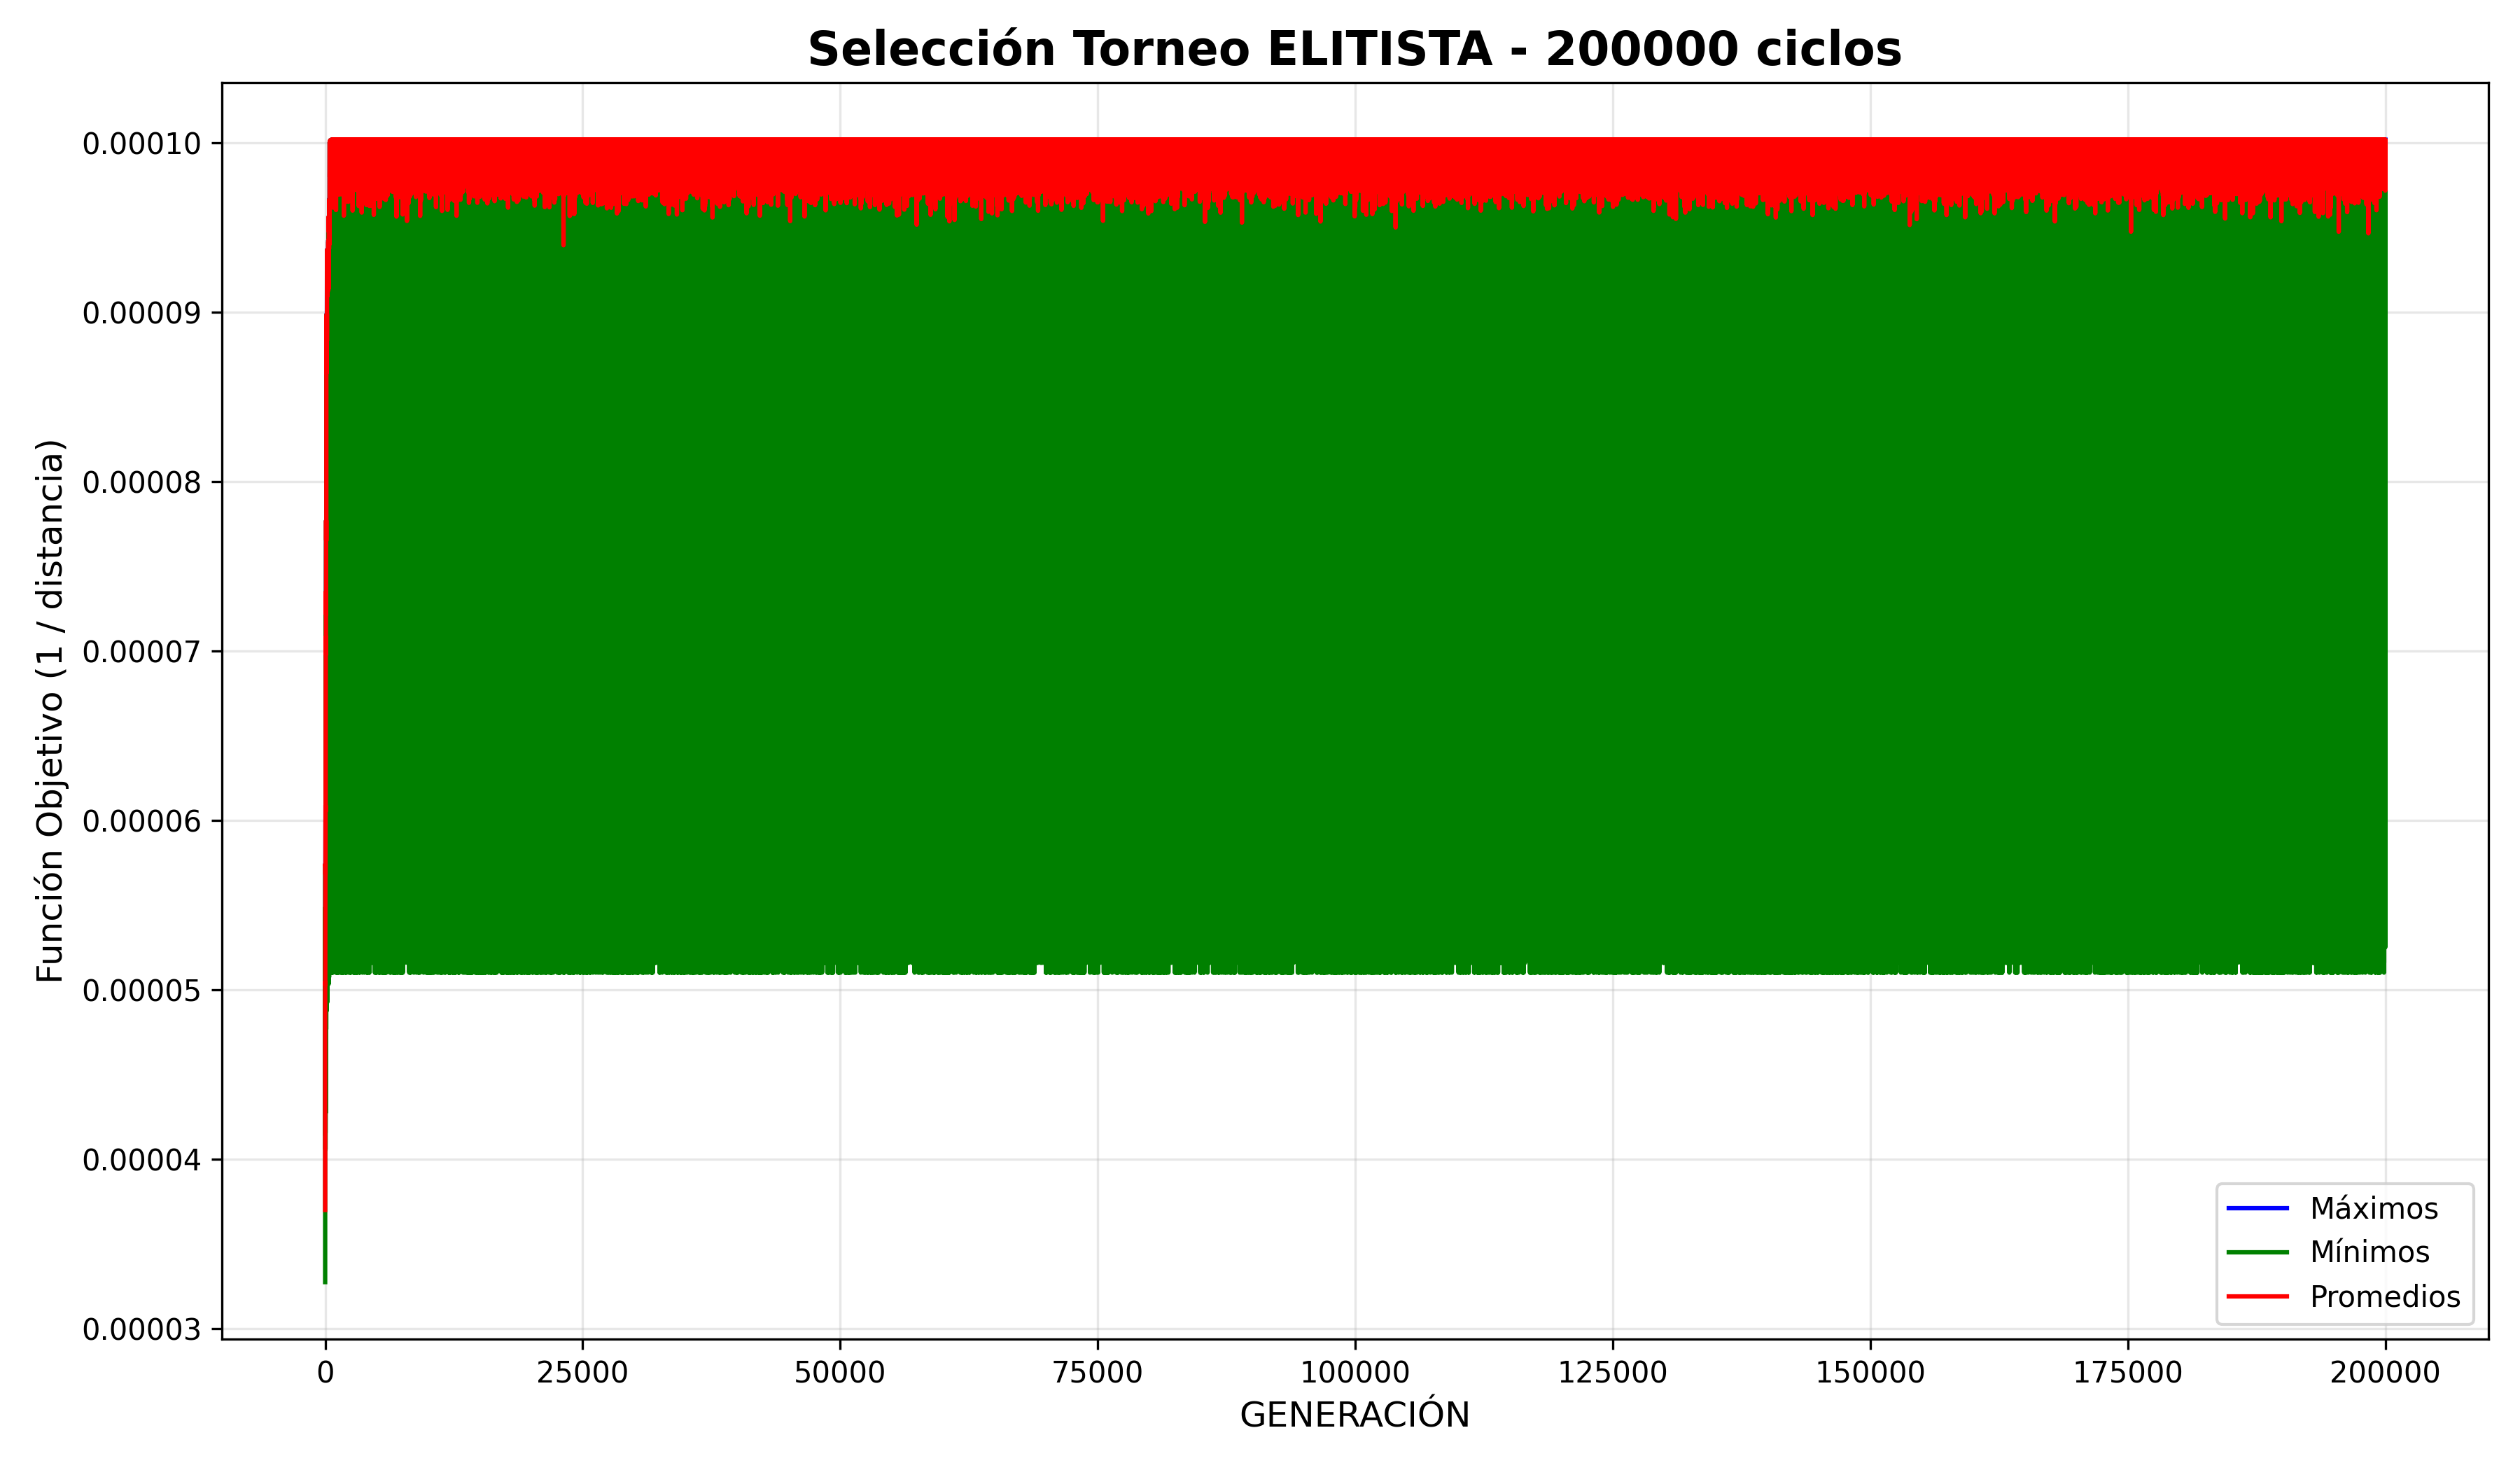 Selección Torneo ELITISTA - 200000 ciclos
Función Objetivo (1 / distancia)
0.00010
0.00009
0.00008
0.00007
0.00006
0.00005
0.00004
0.00003
Máximos
Mínimos
Promedios
0 25000 50000 75000 100000 125000 150000 175000 200000
GENERACIÓN